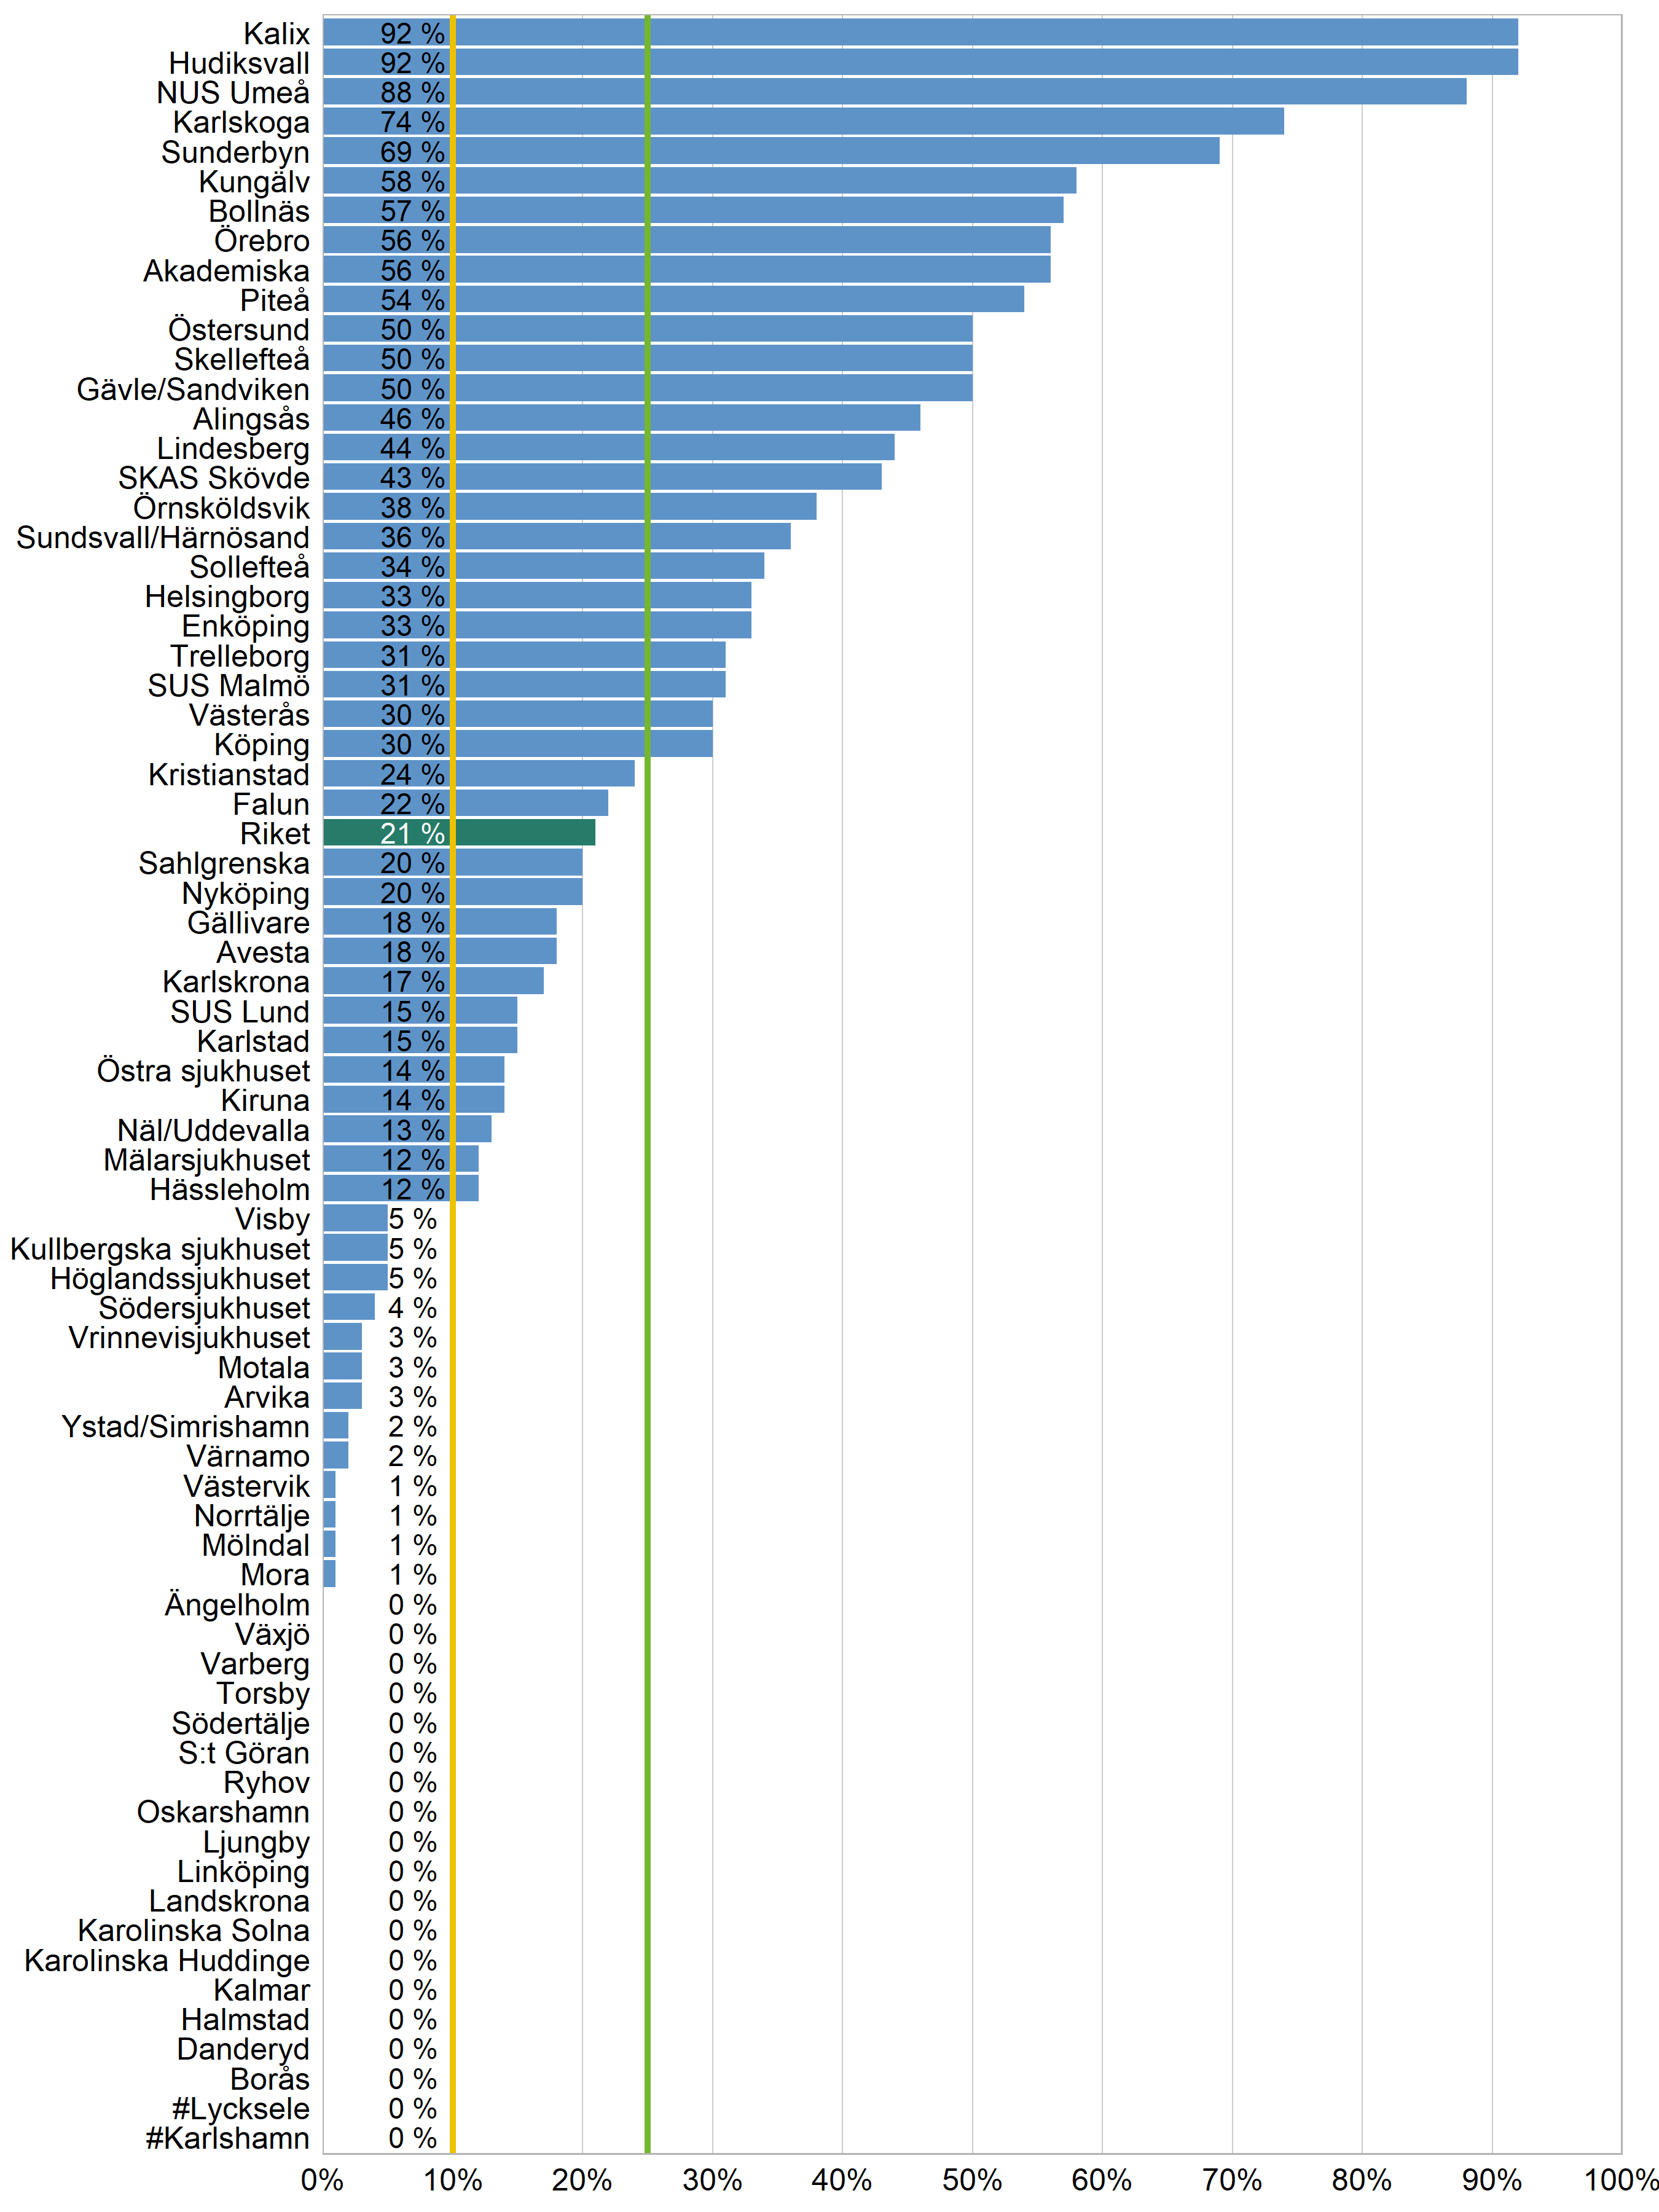 Kalix 92 %
Hudiksvall 92 %
NUS Umeå 88 %
Karlskoga 74 %
Sunderbyn 69 %
Kungälv 58 %
Bollnäs 57 %
Örebro 56 %
Akademiska 56 %
Piteå 54 %
Östersund 50 %
Skellefteå 50 %
Gävle/Sandviken 50 %
Alingsås 46 %
Lindesberg 44 %
SKAS Skövde 43 %
Örnsköldsvik 38 %
Sundsvall/Härnösand 36 %
Sollefteå 34 %
Helsingborg 33 %
Enköping 33 %
Trelleborg 31 %
SUS Malmö 31 %
Västerås 30 %
Köping 30 %
Kristianstad 24 %
Falun 22 %
Riket 21 %
Sahlgrenska 20 %
Nyköping 20 %
Gällivare 18 %
Avesta 18 %
Karlskrona 17 %
SUS Lund 15 %
Karlstad 15 %
Östra sjukhuset 14 %
Kiruna 14 %
Näl/Uddevalla 13 %
Mälarsjukhuset 12 %
Hässleholm 12 %
Visby 5 %
Kullbergska sjukhuset 5 %
Höglandssjukhuset 5 %
Södersjukhuset 4 %
Vrinnevisjukhuset 3 %
Motala 3 %
Arvika 3 %
Ystad/Simrishamn 2 %
Värnamo 2 %
Västervik 1 %
Norrtälje 1 %
Mölndal 1 %
Mora 1 %
Ängelholm 0 %
Växjö 0 %
Varberg 0 %
Torsby 0 %
Södertälje 0 %
S:t Göran 0 %
Ryhov 0 %
Oskarshamn 0 %
Ljungby 0 %
Linköping 0 %
Landskrona 0 %
Karolinska Solna 0 %
Karolinska Huddinge 0 %
Kalmar 0 %
Halmstad 0 %
Danderyd 0 %
Borås 0 %
#Lycksele 0 %
#Karlshamn 0 %
0% 10% 20% 30% 40% 50% 60% 70% 80% 90% 100%